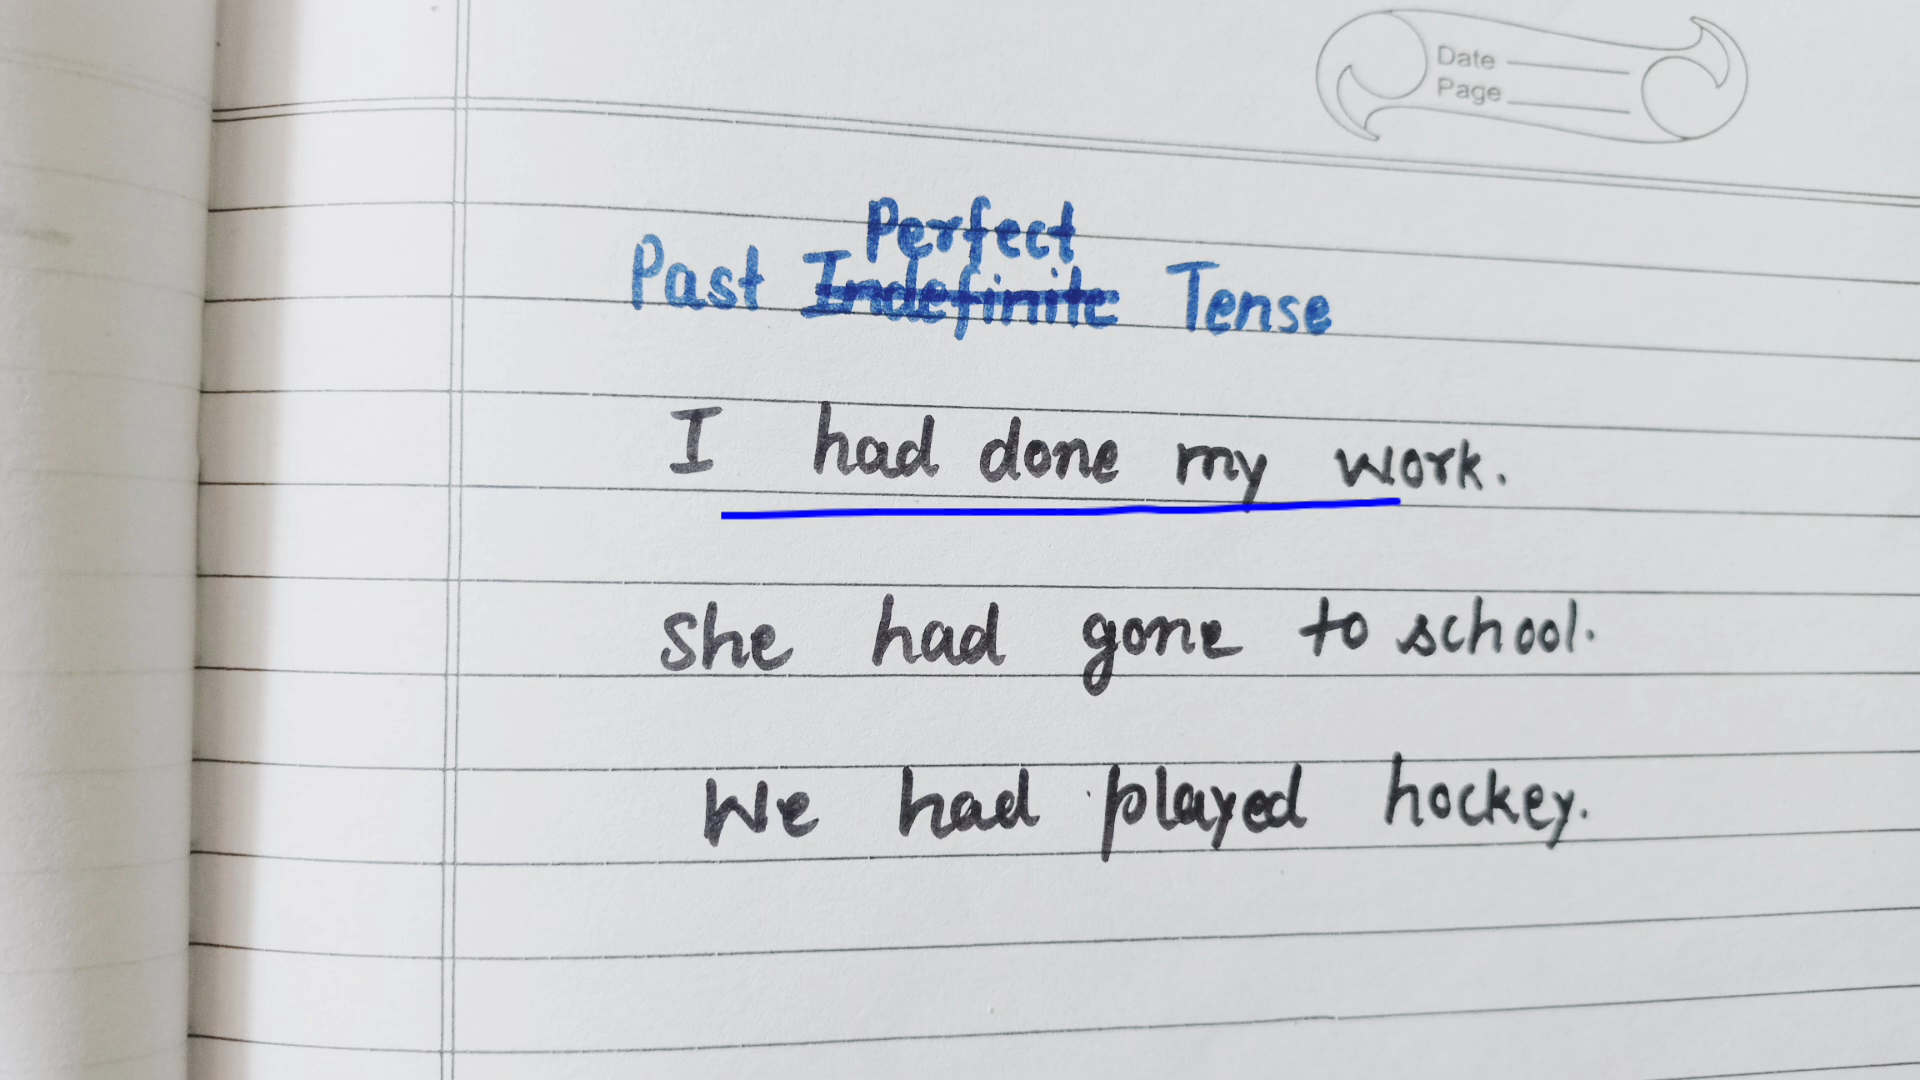 Date
Page
Perfect
Past Indefinite Tense
I had done my work.
She had gone to school.
We had played hockey.